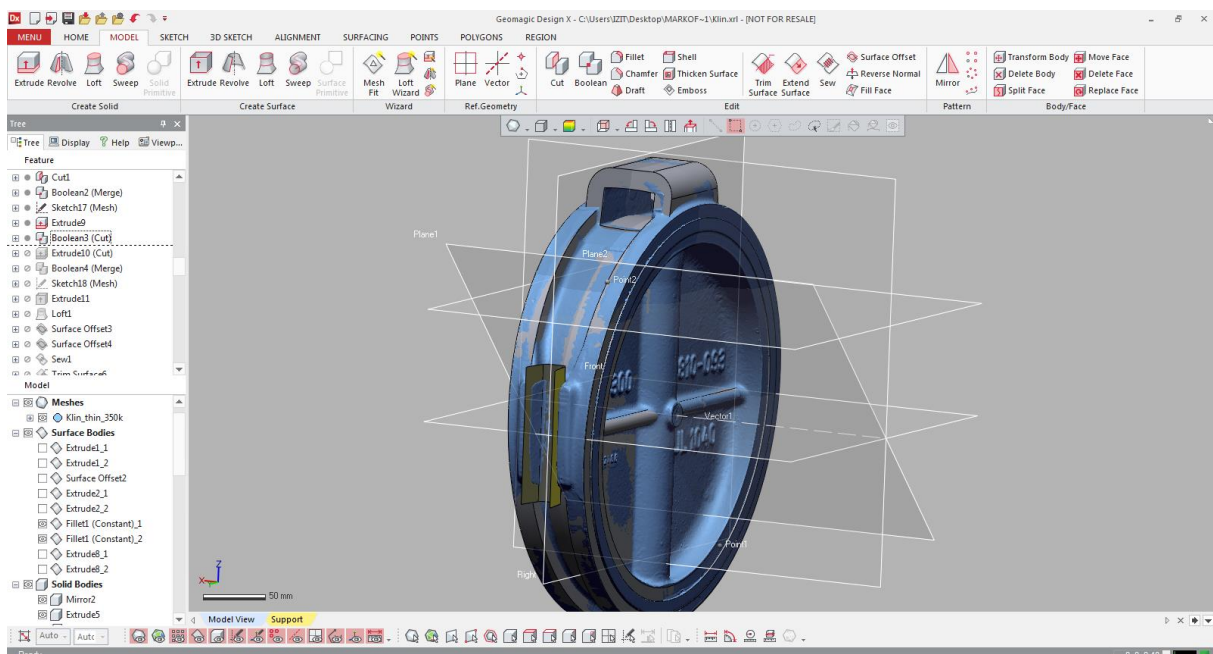 Geomagic Design X - C:\Users\IZIT\Desktop\MARKOF~1\Klin.xrl - [NOT FOR RESALE]
MENU HOME MODEL SKETCH 3D SKETCH ALIGNMENT SURFACING POINTS POLYGONS REGION
Extrude Revolve Loft Sweep Solid Primitive
Extrude Revolve Loft Sweep Surface Primitive
Mesh Fit Loft Wizard
Plane Vector
Cut Boolean
Fillet Shell
Chamfer Thicken Surface
Draft Emboss
Trim Surface Extend Surface Sew
Surface Offset
Reverse Normal
Fill Face
Mirror
Transform Body Move Face
Delete Body Delete Face
Split Face Replace Face
Create Solid Create Surface Wizard Ref.Geometry Edit Pattern Body/Face
Tree
Tree Display Help Viewp...
Feature
Cut1
Boolean2 (Merge)
Sketch17 (Mesh)
Extrude9
Boolean3 (Cut)
Extrude10 (Cut)
Boolean4 (Merge)
Sketch18 (Mesh)
Extrude11
Loft1
Surface Offset3
Surface Offset4
Sew1
Trim Surface6
Model
Meshes
Klin_thin_350k
Surface Bodies
Extrude1_1
Extrude1_2
Surface Offset2
Extrude2_1
Extrude2_2
Fillet1 (Constant)_1
Fillet1 (Constant)_2
Extrude8_1
Extrude8_2
Solid Bodies
Mirror2
Extrude5
Plane1
Plane2
Point2
Front
Vector1
Point1
Right
Z
X
50 mm
Model View Support
Auto Auto